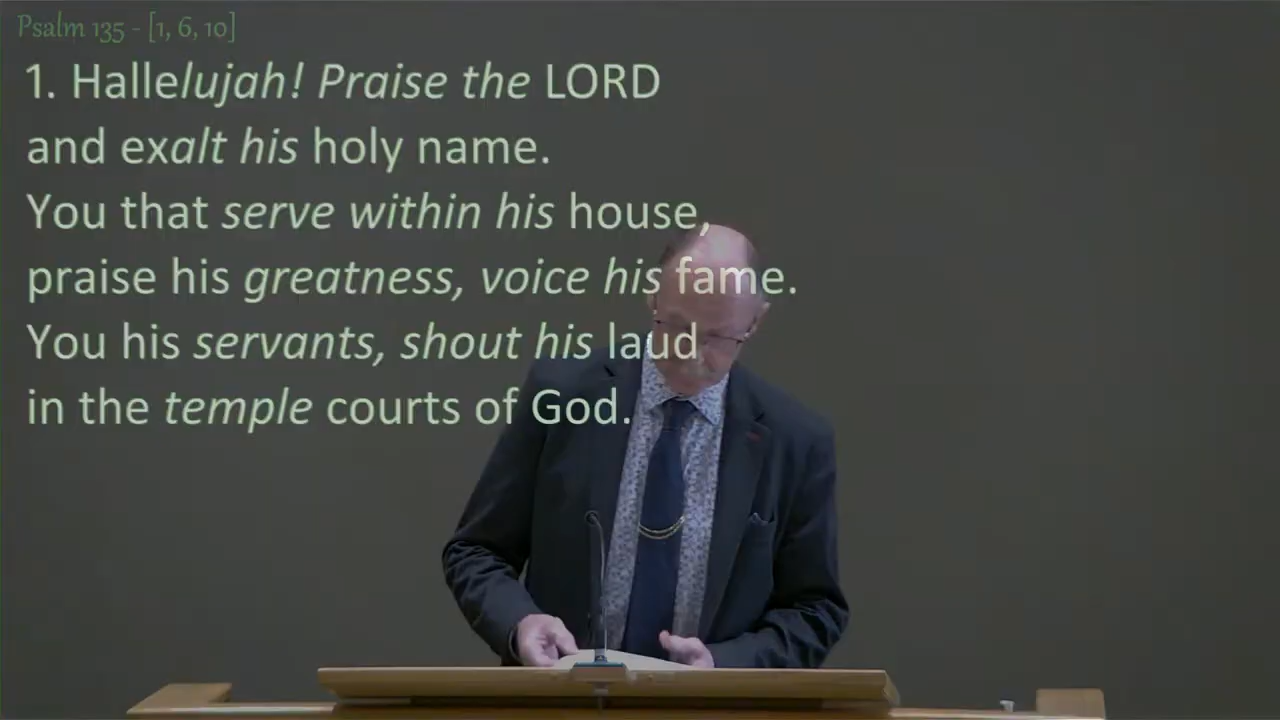 Psalm 135 - [1, 6, 10]
1. Hallelujah! Praise the LORD
and exalt his holy name.
You that serve within his house,
praise his greatness, voice his fame.
You his servants, shout his laud
in the temple courts of God.